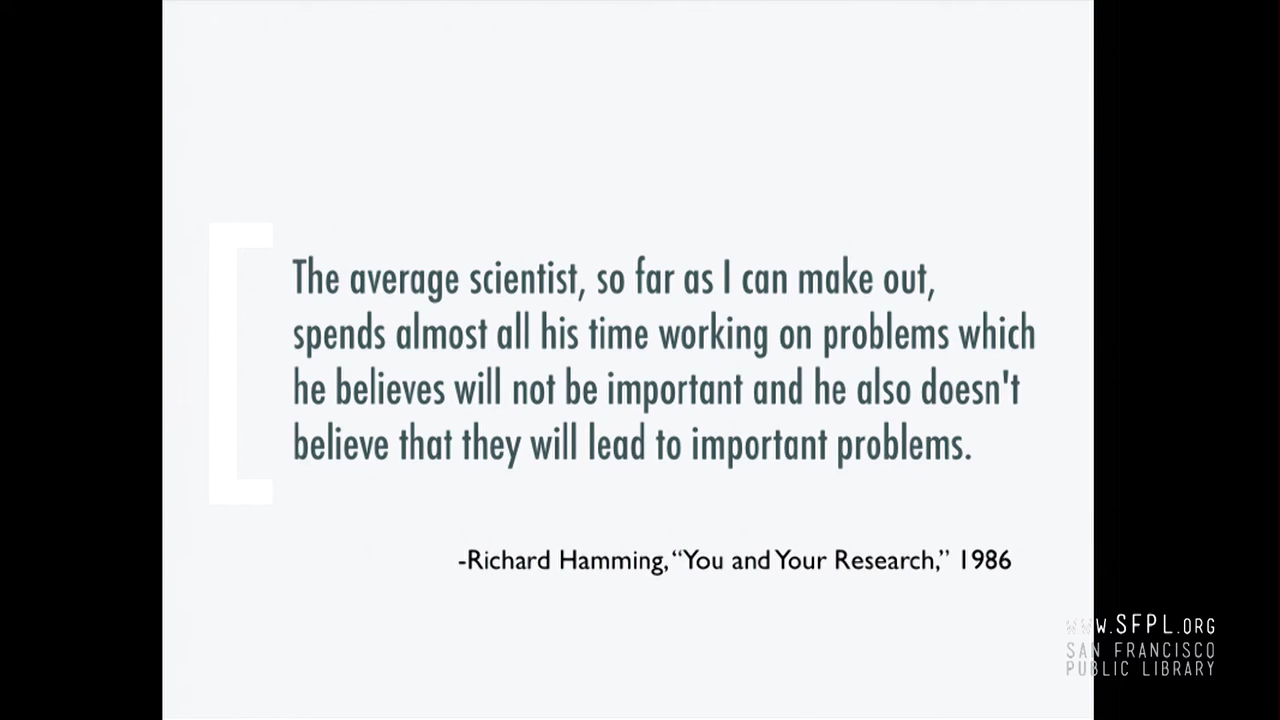 The average scientist, so far as I can make out,
spends almost all his time working on problems which
he believes will not be important and he also doesn't
believe that they will lead to important problems.
-Richard Hamming, “You and Your Research,” 1986
www.SFPL.ORG
SAN FRANCISCO
PUBLIC LIBRARY